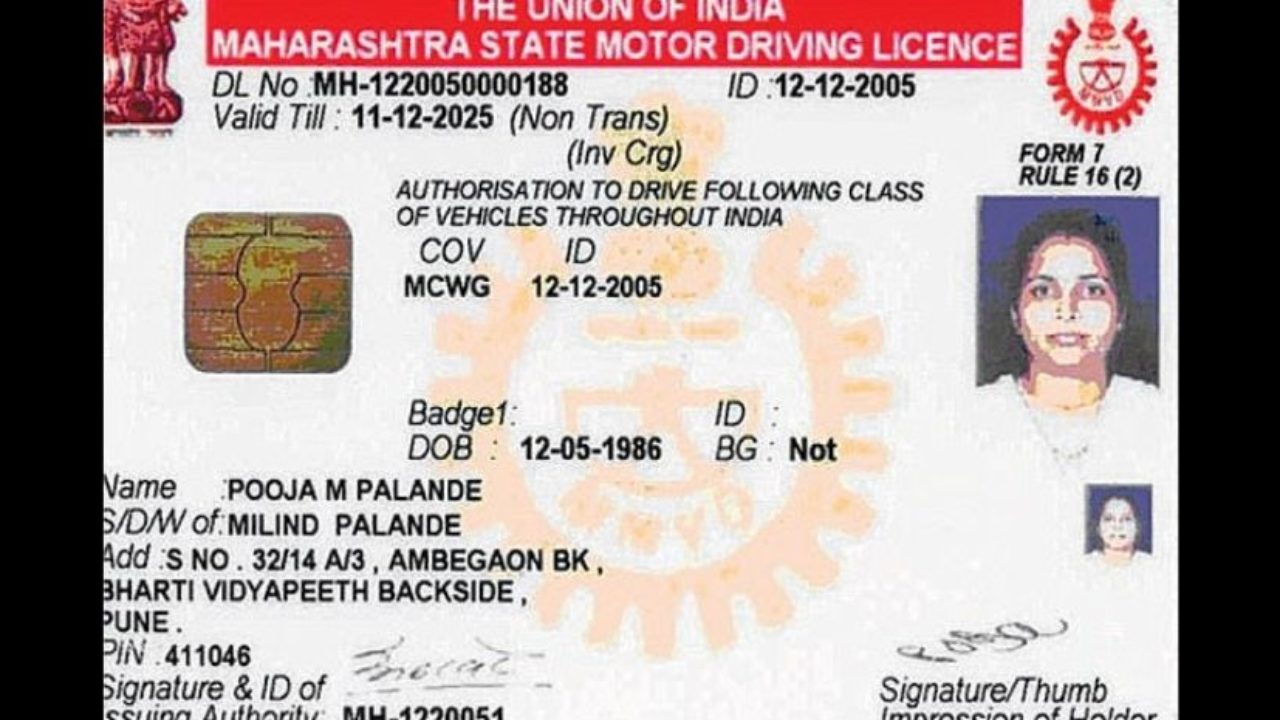 THE UNION OF INDIA
MAHARASHTRA STATE MOTOR DRIVING LICENCE
DL No :MH-1220050000188 ID :12-12-2005
Valid Till : 11-12-2025 (Non Trans)
(Inv Crg)
FORM 7
RULE 16 (2)
AUTHORISATION TO DRIVE FOLLOWING CLASS
OF VEHICLES THROUGHOUT INDIA
COV ID
MCWG 12-12-2005
Badge1: ID :
DOB : 12-05-1986 BG : Not
Name :POOJA M PALANDE
S/D/W of:MILIND PALANDE
Add :S NO . 32/14 A/3 , AMBEGAON BK ,
BHARTI VIDYAPEETH BACKSIDE ,
PUNE .
PIN :411046
Signature & ID of
Issuing Authority: MH-1220051
Signature/Thumb
Impression of Holder
MMVD